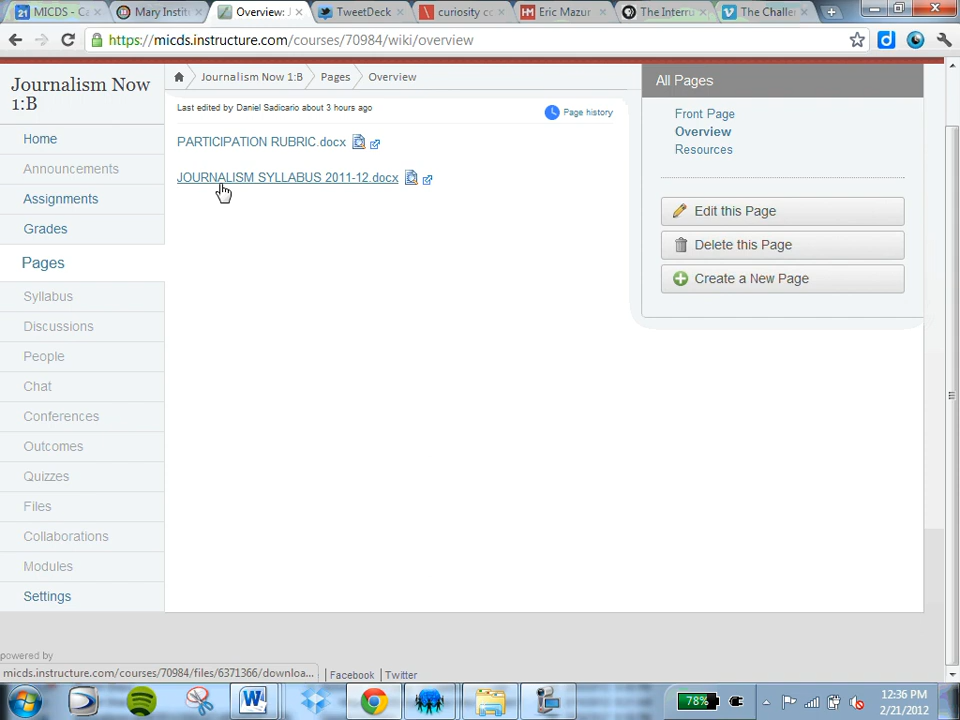 21 MICDS - Ca
Mary Institu
Overview: J
TweetDeck
curiosity co
HM Eric Mazur
The Interru
The Challe
https://micds.instructure.com/courses/70984/wiki/overview
Journalism Now
1:B
Journalism Now 1:B
Pages
Overview
Last edited by Daniel Sadicario about 3 hours ago
Page history
PARTICIPATION RUBRIC.docx
JOURNALISM SYLLABUS 2011-12.docx
Home
Announcements
Assignments
Grades
Pages
Syllabus
Discussions
People
Chat
Conferences
Outcomes
Quizzes
Files
Collaborations
Modules
Settings
All Pages
Front Page
Overview
Resources
Edit this Page
Delete this Page
Create a New Page
powered by
micds.instructure.com/courses/70984/files/6371366/downloa...
Facebook
Twitter
78%
12:36 PM
2/21/2012